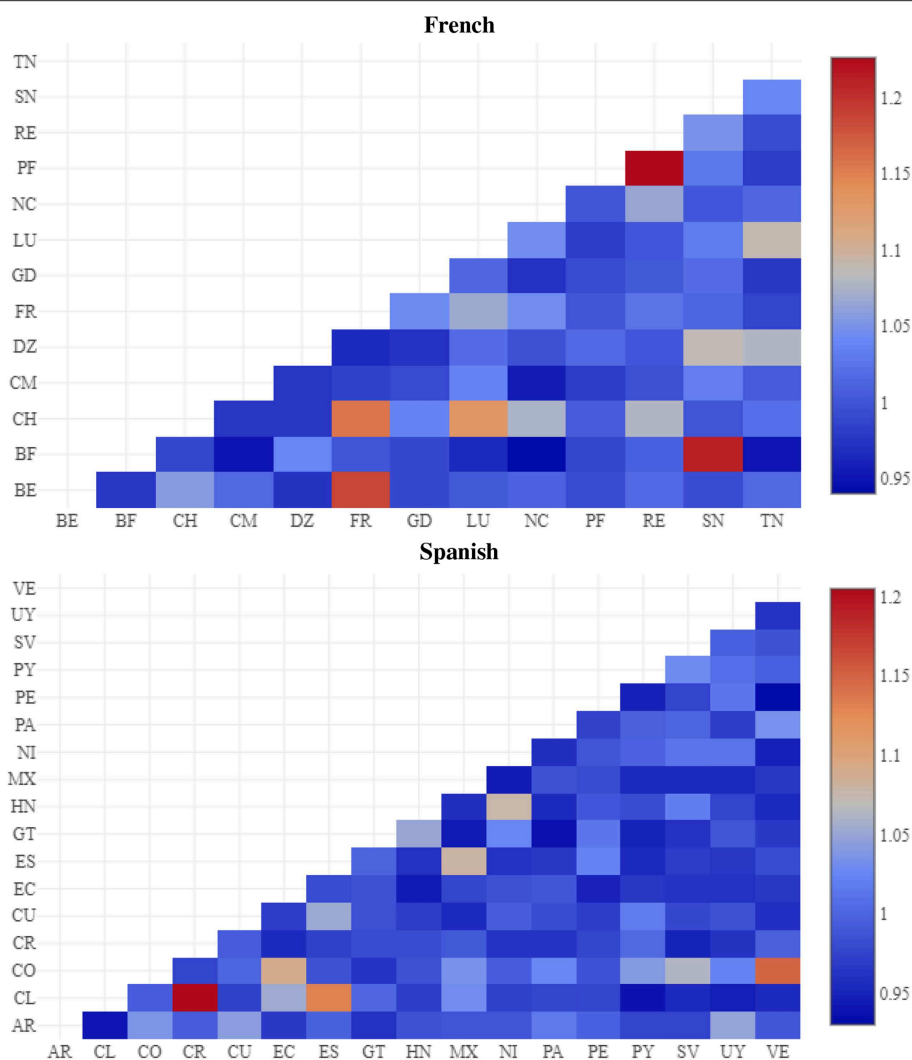 French
TN
SN
RE
PF
NC
LU
GD
FR
DZ
CM
CH
BF
BE
BE BF CH CM DZ FR GD LU NC PF RE SN TN
1.2
1.15
1.1
1.05
1
0.95
Spanish
VE
UY
SV
PY
PE
PA
NI
MX
HN
GT
ES
EC
CU
CR
CO
CL
AR
AR CL CO CR CU EC ES GT HN MX NI PA PE PY SV UY VE
1.2
1.15
1.1
1.05
1
0.95